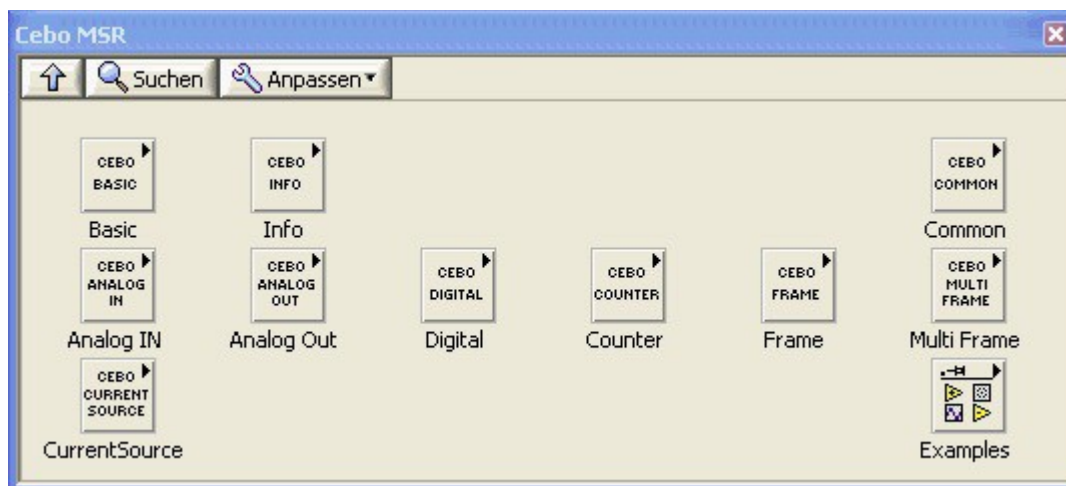 Cebo MSR
Suchen Anpassen
CEBO BASIC
CEBO INFO
CEBO COMMON
Basic Info Common
CEBO ANALOG IN
CEBO ANALOG OUT
CEBO DIGITAL
CEBO COUNTER
CEBO FRAME
CEBO MULTI FRAME
Analog IN Analog Out Digital Counter Frame Multi Frame
CEBO CURRENT SOURCE
CurrentSource Examples